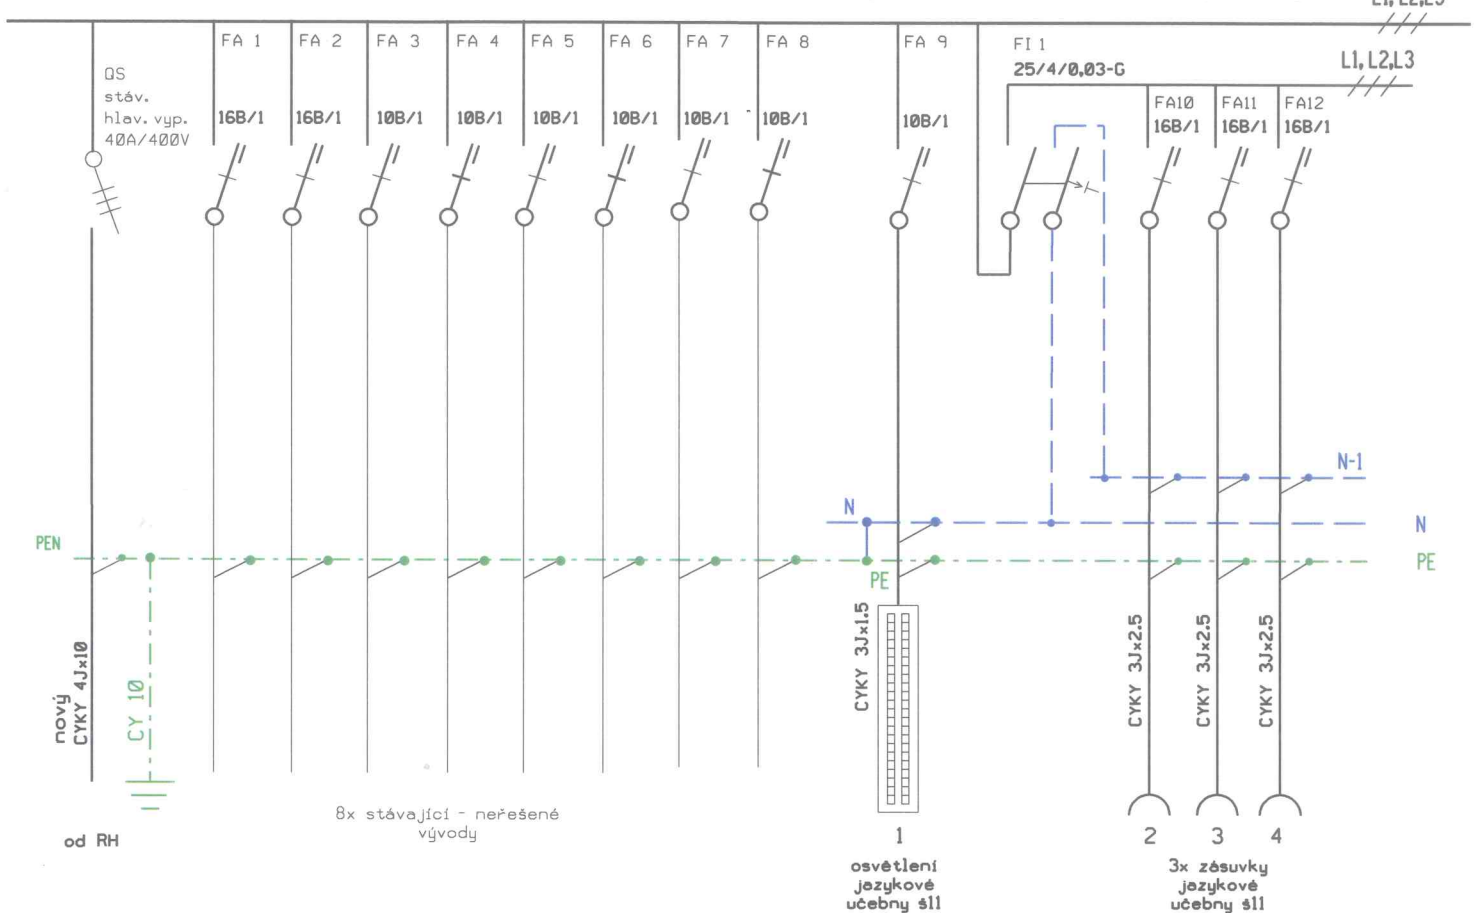 L1, L2, L3
FA 1
FA 2
FA 3
FA 4
FA 5
FA 6
FA 7
FA 8
FA 9
FI 1
25/4/0,03-G
L1, L2,L3
QS
stáv.
hlav. vyp.
40A/400V
16B/1
16B/1
10B/1
10B/1
10B/1
10B/1
10B/1
10B/1
10B/1
FA10
16B/1
FA11
16B/1
FA12
16B/1
N-1
N
N
PEN
PE
PE
nový
CYKY 4Jx10
CY 10
CYKY 3Jx1.5
CYKY 3Jx2.5
CYKY 3Jx2.5
CYKY 3Jx2.5
od RH
8x stávající - neřešené
vývody
1
osvětlení
jazykové
učebny š11
2
3
4
3x zásuvky
jazykové
učebny š11